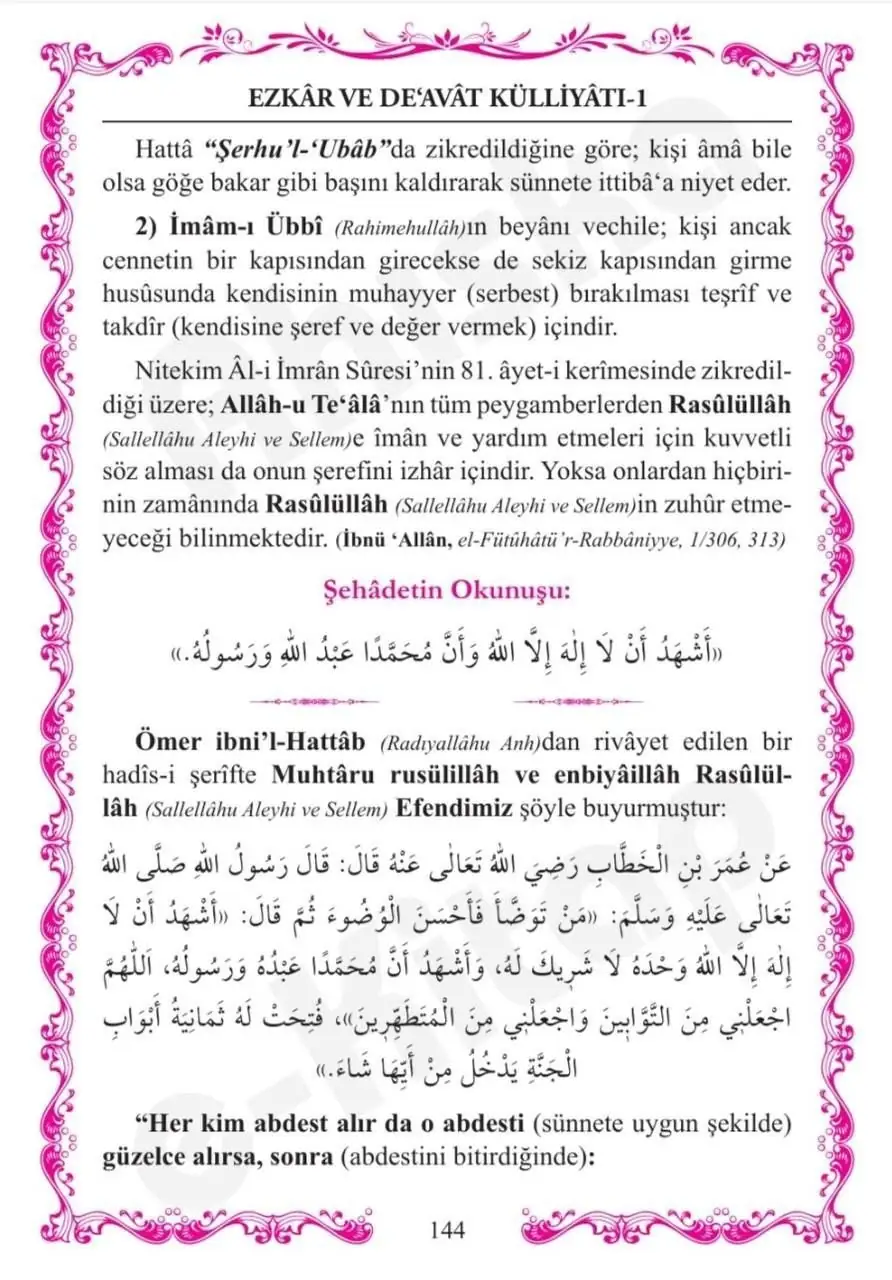 EZKÂR VE DE‘AVÂT KÜLLİYÂTI-1
Hattâ “Şerhu’l-‘Ubâb”da zikredildiğine göre; kişi âmâ bile
olsa göğe bakar gibi başını kaldırarak sünnete ittibâ‘a niyet eder.
2) İmâm-ı Übbî (Rahimehullâh)ın beyânı vechile; kişi ancak
cennetin bir kapısından girecekse de sekiz kapısından girme
husûsunda kendisinin muhayyer (serbest) bırakılması teşrîf ve
takdîr (kendisine şeref ve değer vermek) içindir.
Nitekim Âl-i İmrân Sûresi’nin 81. âyet-i kerîmesinde zikredil-
diği üzere; Allâh-u Te‘âlâ’nın tüm peygamberlerden Rasûlüllâh
(Sallellâhu Aleyhi ve Sellem)e îmân ve yardım etmeleri için kuvvetli
söz alması da onun şerefini izhâr içindir. Yoksa onlardan hiçbiri-
nin zamânında Rasûlüllâh (Sallellâhu Aleyhi ve Sellem)in zuhûr etme-
yeceği bilinmektedir. (İbnü ‘Allân, el-Fütûhâtü’r-Rabbâniyye, 1/306, 313)
Şehâdetin Okunuşu:
«أَشْهَدُ أَنْ لَا إِلٰهَ إِلَّا اللهُ وَأَنَّ مُحَمَّدًا عَبْدُ اللهِ وَرَسُولُهُ.»
Ömer ibni’l-Hattâb (Radıyallâhu Anh)dan rivâyet edilen bir
hadîs-i şerîfte Muhtâru rusülillâh ve enbiyâillâh Rasûlül-
lâh (Sallellâhu Aleyhi ve Sellem) Efendimiz şöyle buyurmuştur:
عَنْ عُمَرَ بْنِ الْخَطَّابِ رَضِيَ اللهُ تَعَالٰى عَنْهُ قَالَ: قَالَ رَسُولُ اللهِ صَلَّى اللهُ
تَعَالٰى عَلَيْهِ وَسَلَّمَ: «مَنْ تَوَضَّأَ فَأَحْسَنَ الْوُضُوءَ ثُمَّ قَالَ: «أَشْهَدُ أَنْ لَا
إِلٰهَ إِلَّا اللهُ وَحْدَهُ لَا شَرِيكَ لَهُ، وَأَشْهَدُ أَنَّ مُحَمَّدًا عَبْدُهُ وَرَسُولُهُ، اَللّٰهُمَّ
اجْعَلْنِي مِنَ التَّوَّابِينَ وَاجْعَلْنِي مِنَ الْمُتَطَهِّرِينَ»، فُتِحَتْ لَهُ ثَمَانِيَةُ أَبْوَابِ
الْجَنَّةِ يَدْخُلُ مِنْ أَيِّهَا شَاءَ.»
“Her kim abdest alır da o abdesti (sünnete uygun şekilde)
güzelce alırsa, sonra (abdestini bitirdiğinde):
144